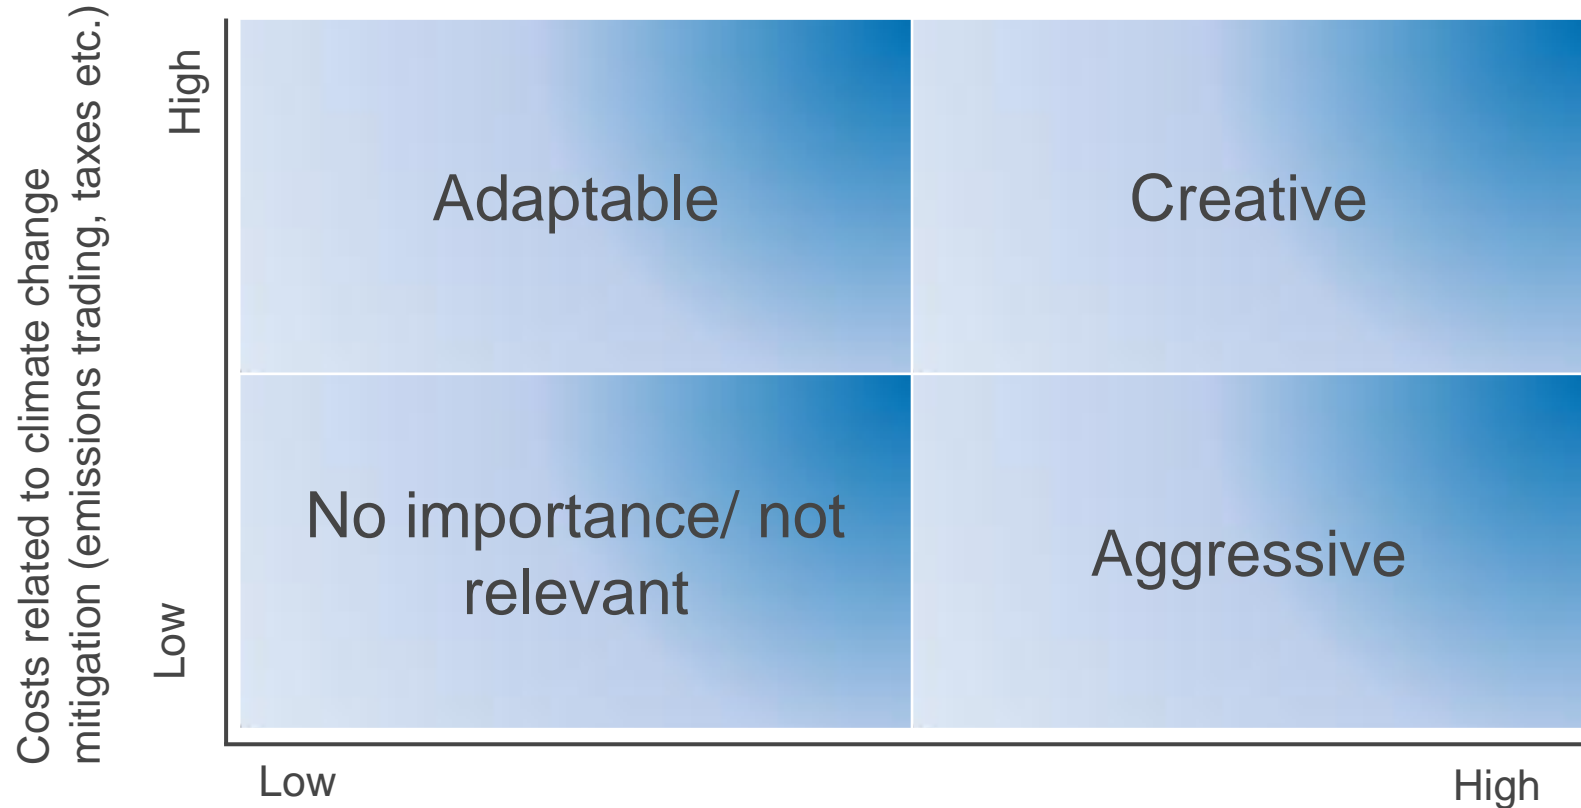 Costs related to climate change
mitigation (emissions trading, taxes etc.)
High
Low
Adaptable
Creative
No importance/ not
relevant
Aggressive
Low
High